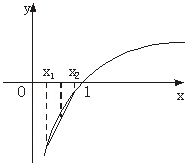 y
x₁ x₂
0 1 x